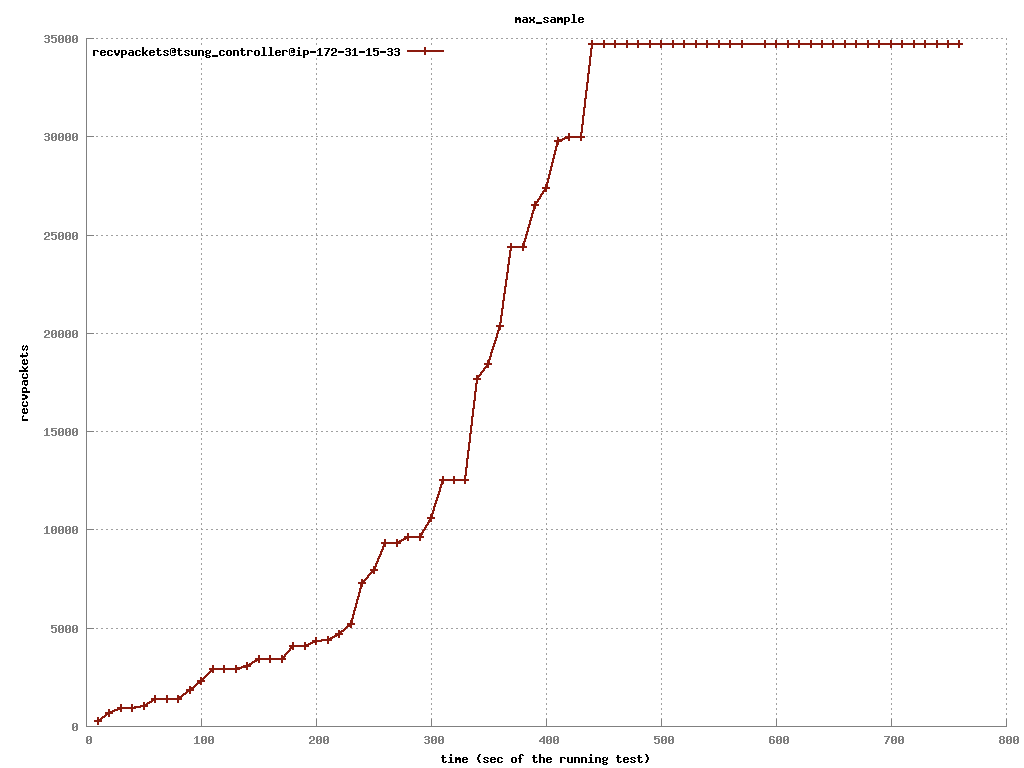 max_sample
recvpackets@tsung_controller@ip-172-31-15-33
35000
30000
25000
20000
15000
10000
5000
0
recvpackets
0 100 200 300 400 500 600 700 800
time (sec of the running test)